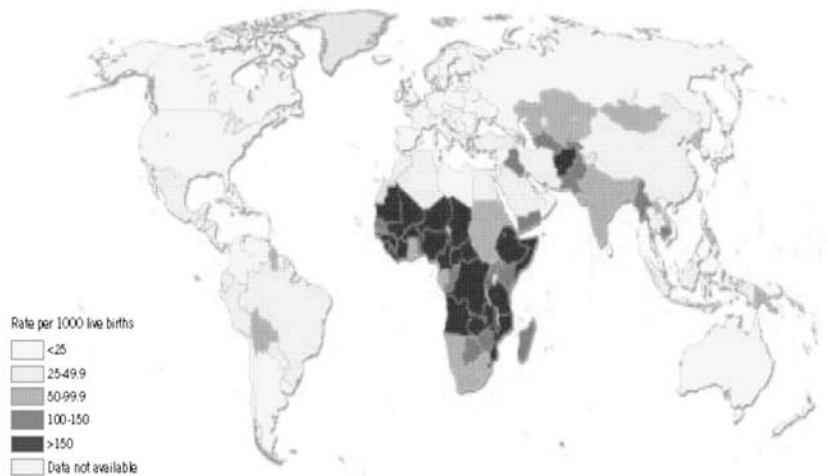 Rate per 1000 live births
<25
25-49.9
50-99.9
100-150
>150
Data not available